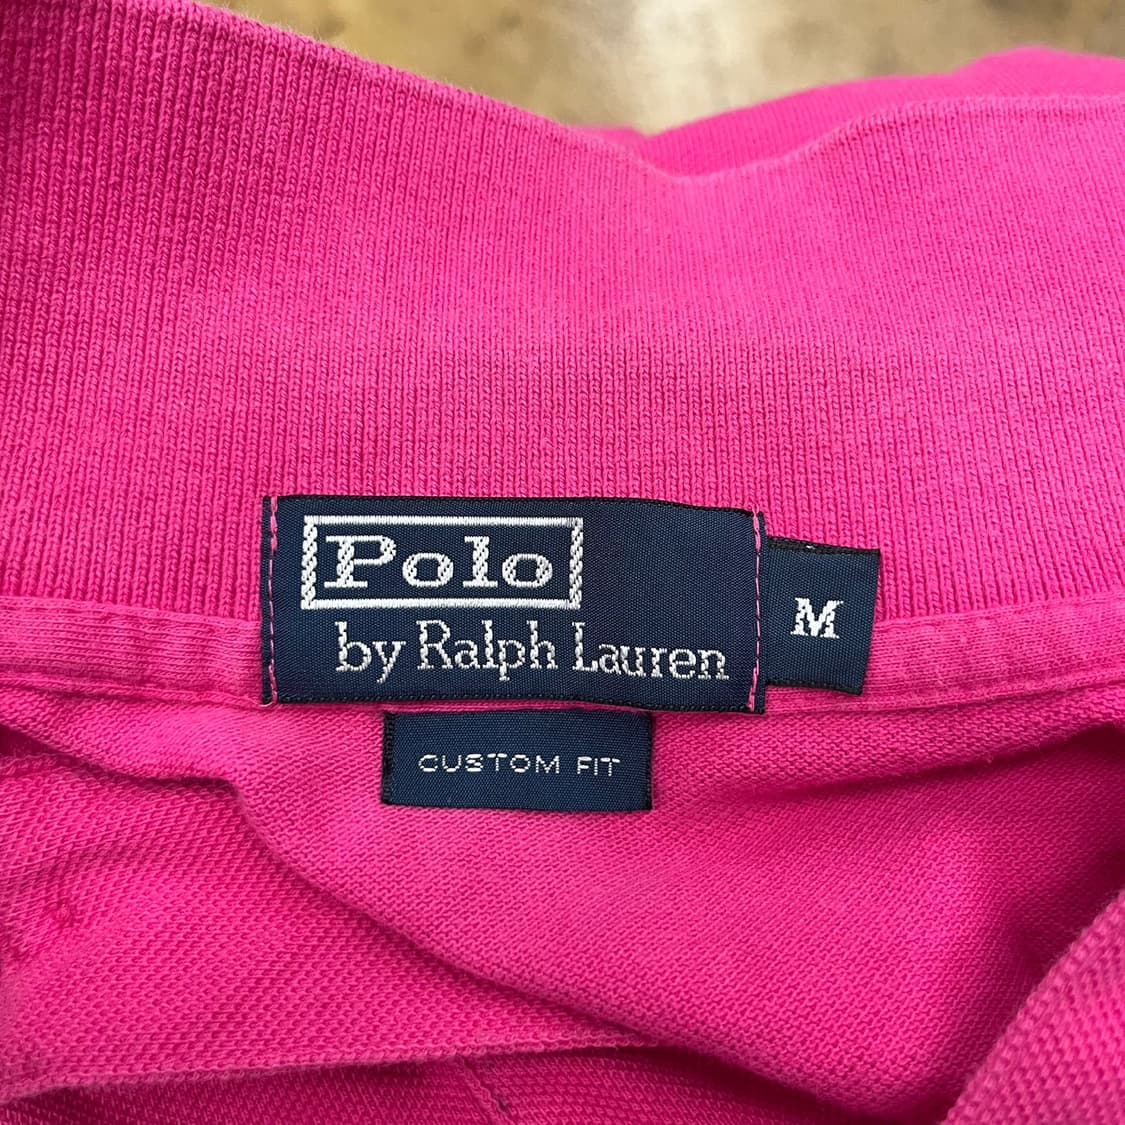 Polo
by Ralph Lauren
M
CUSTOM FIT